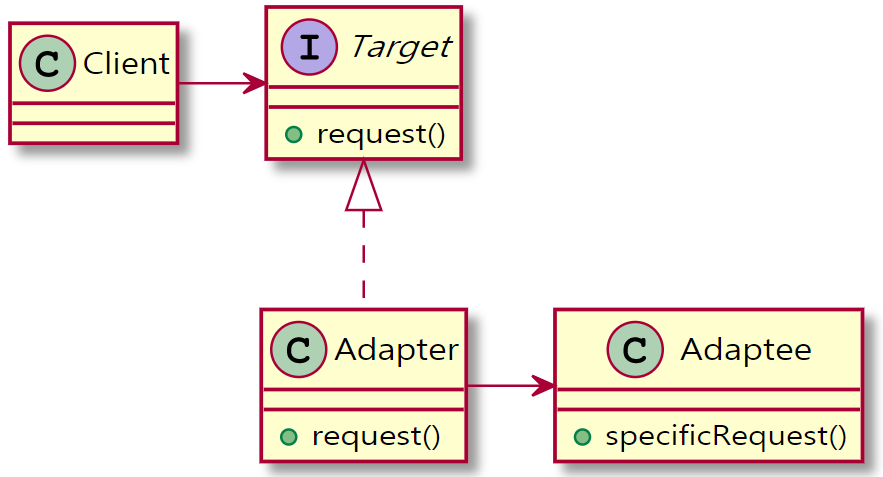 C Client
I Target
request()
C Adapter
request()
C Adaptee
specificRequest()